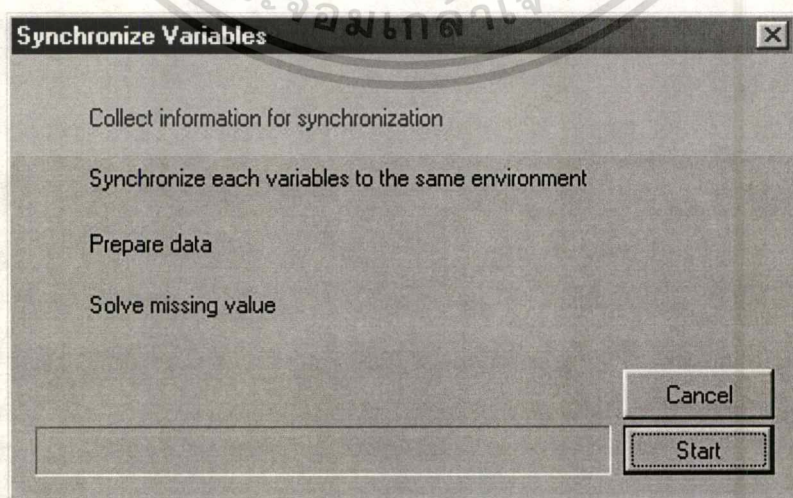 Synchronize Variables
Collect information for synchronization
Synchronize each variables to the same environment
Prepare data
Solve missing value
Cancel
Start